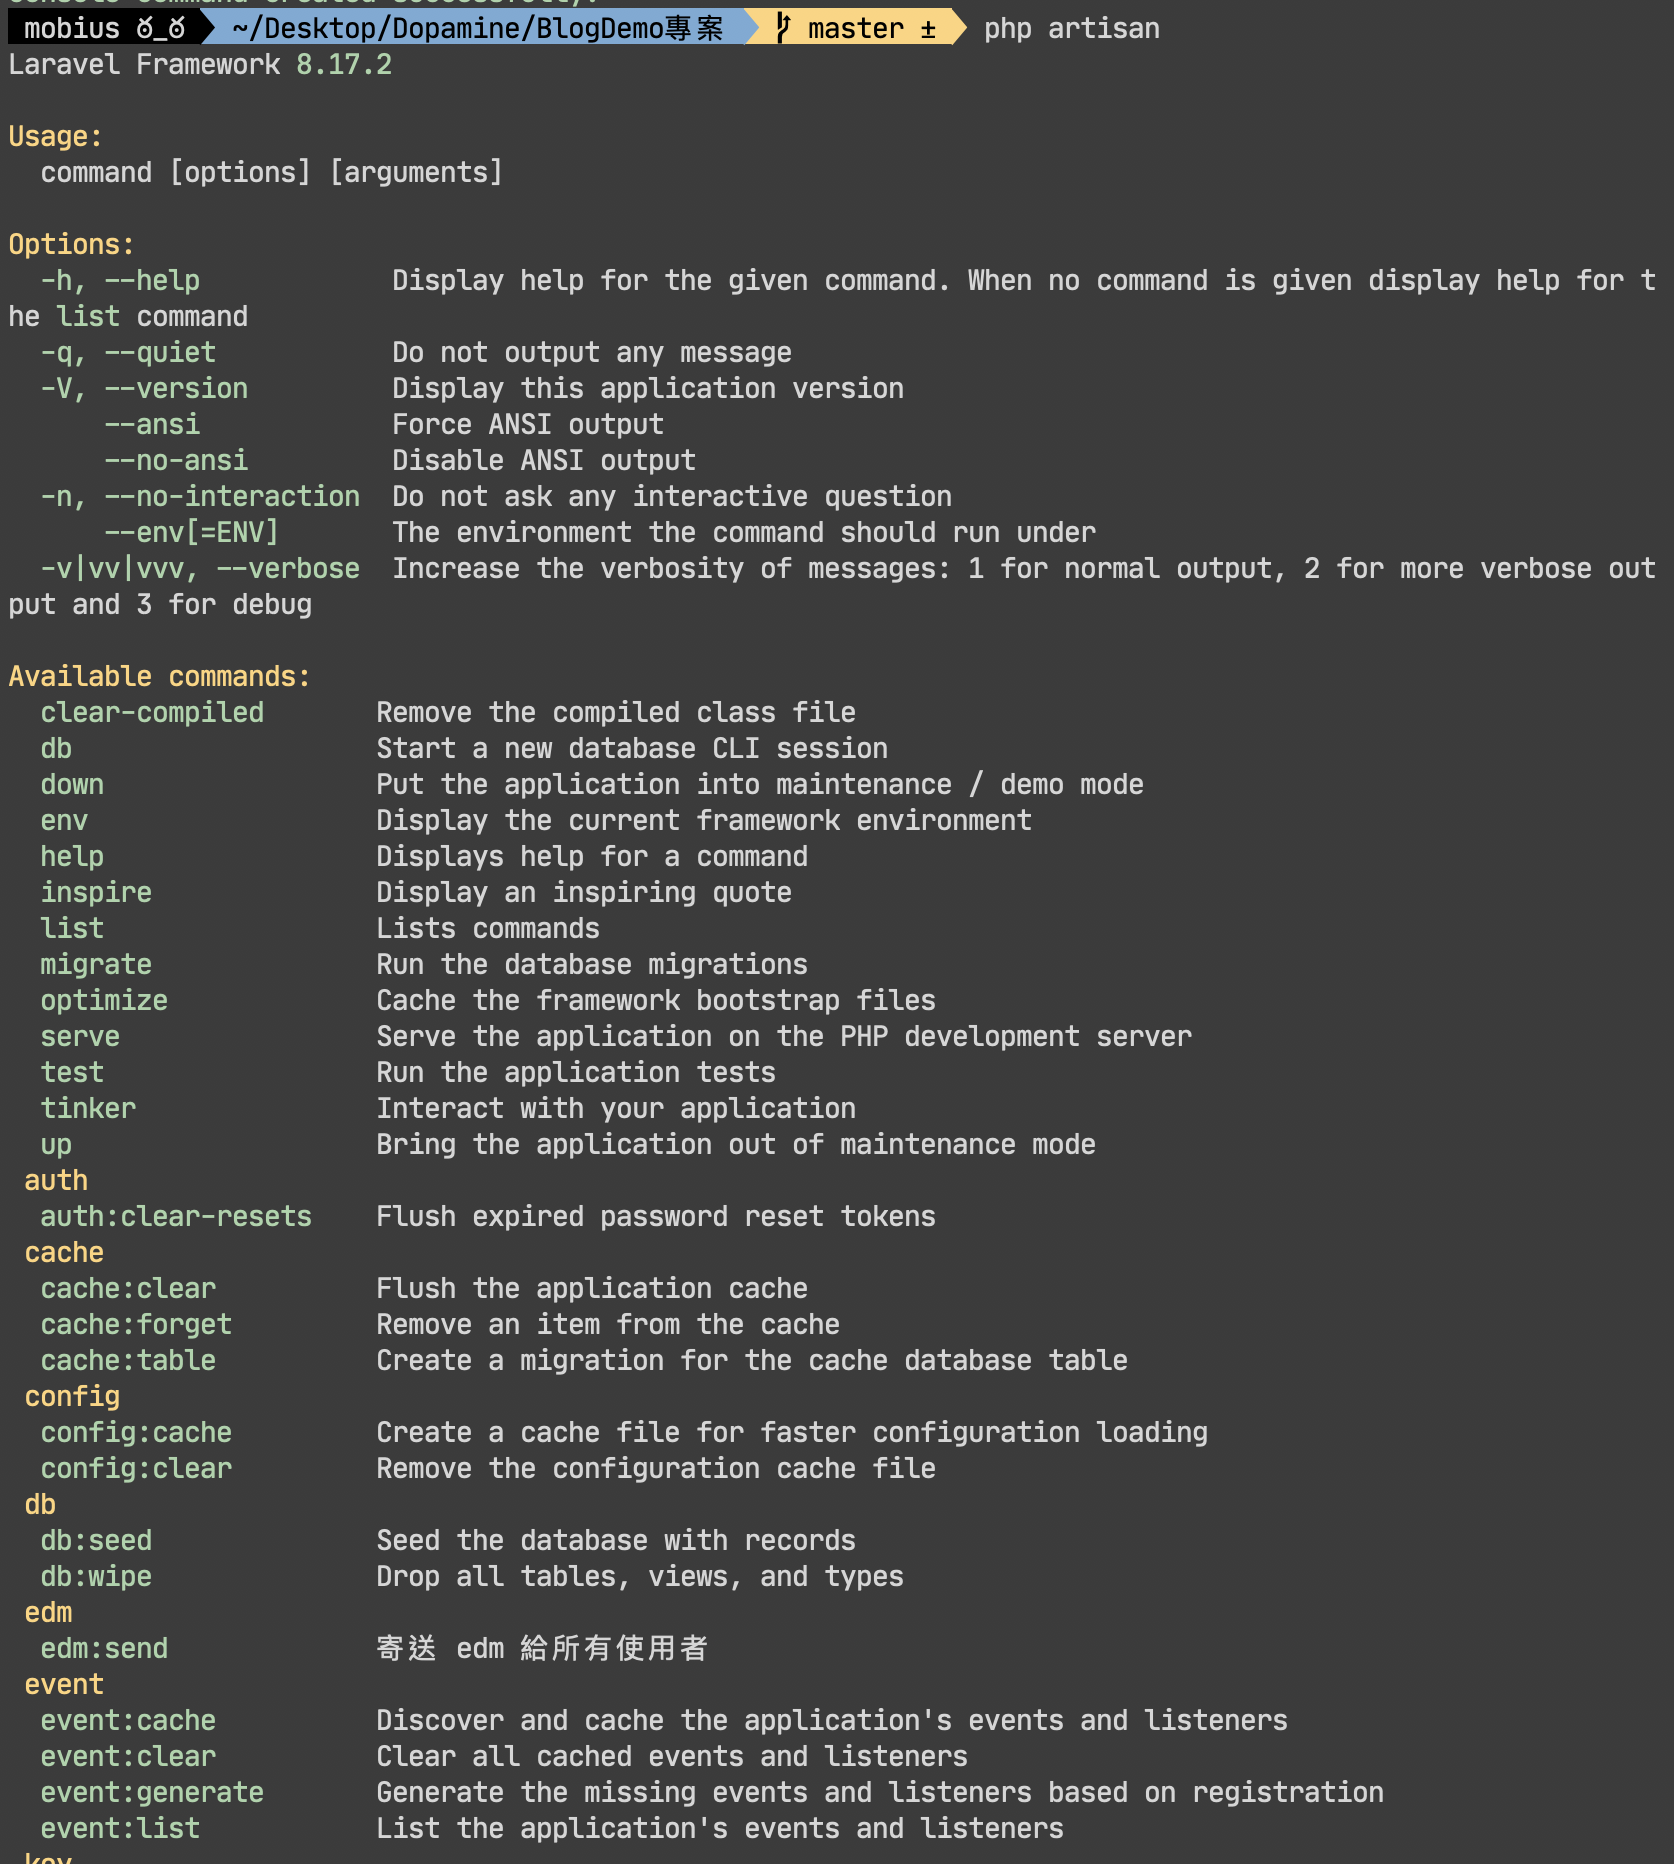 Console command created successfully.
mobius ఠ_ఠ ~/Desktop/Dopamine/BlogDemo專案 master ± php artisan
Laravel Framework 8.17.2
Usage:
command [options] [arguments]
Options:
-h, --help Display help for the given command. When no command is given display help for t
he list command
-q, --quiet Do not output any message
-V, --version Display this application version
--ansi Force ANSI output
--no-ansi Disable ANSI output
-n, --no-interaction Do not ask any interactive question
--env[=ENV] The environment the command should run under
-v|vv|vvv, --verbose Increase the verbosity of messages: 1 for normal output, 2 for more verbose out
put and 3 for debug
Available commands:
clear-compiled Remove the compiled class file
db Start a new database CLI session
down Put the application into maintenance / demo mode
env Display the current framework environment
help Displays help for a command
inspire Display an inspiring quote
list Lists commands
migrate Run the database migrations
optimize Cache the framework bootstrap files
serve Serve the application on the PHP development server
test Run the application tests
tinker Interact with your application
up Bring the application out of maintenance mode
auth
auth:clear-resets Flush expired password reset tokens
cache
cache:clear Flush the application cache
cache:forget Remove an item from the cache
cache:table Create a migration for the cache database table
config
config:cache Create a cache file for faster configuration loading
config:clear Remove the configuration cache file
db
db:seed Seed the database with records
db:wipe Drop all tables, views, and types
edm
edm:send 寄送 edm 給所有使用者
event
event:cache Discover and cache the application's events and listeners
event:clear Clear all cached events and listeners
event:generate Generate the missing events and listeners based on registration
event:list List the application's events and listeners
key